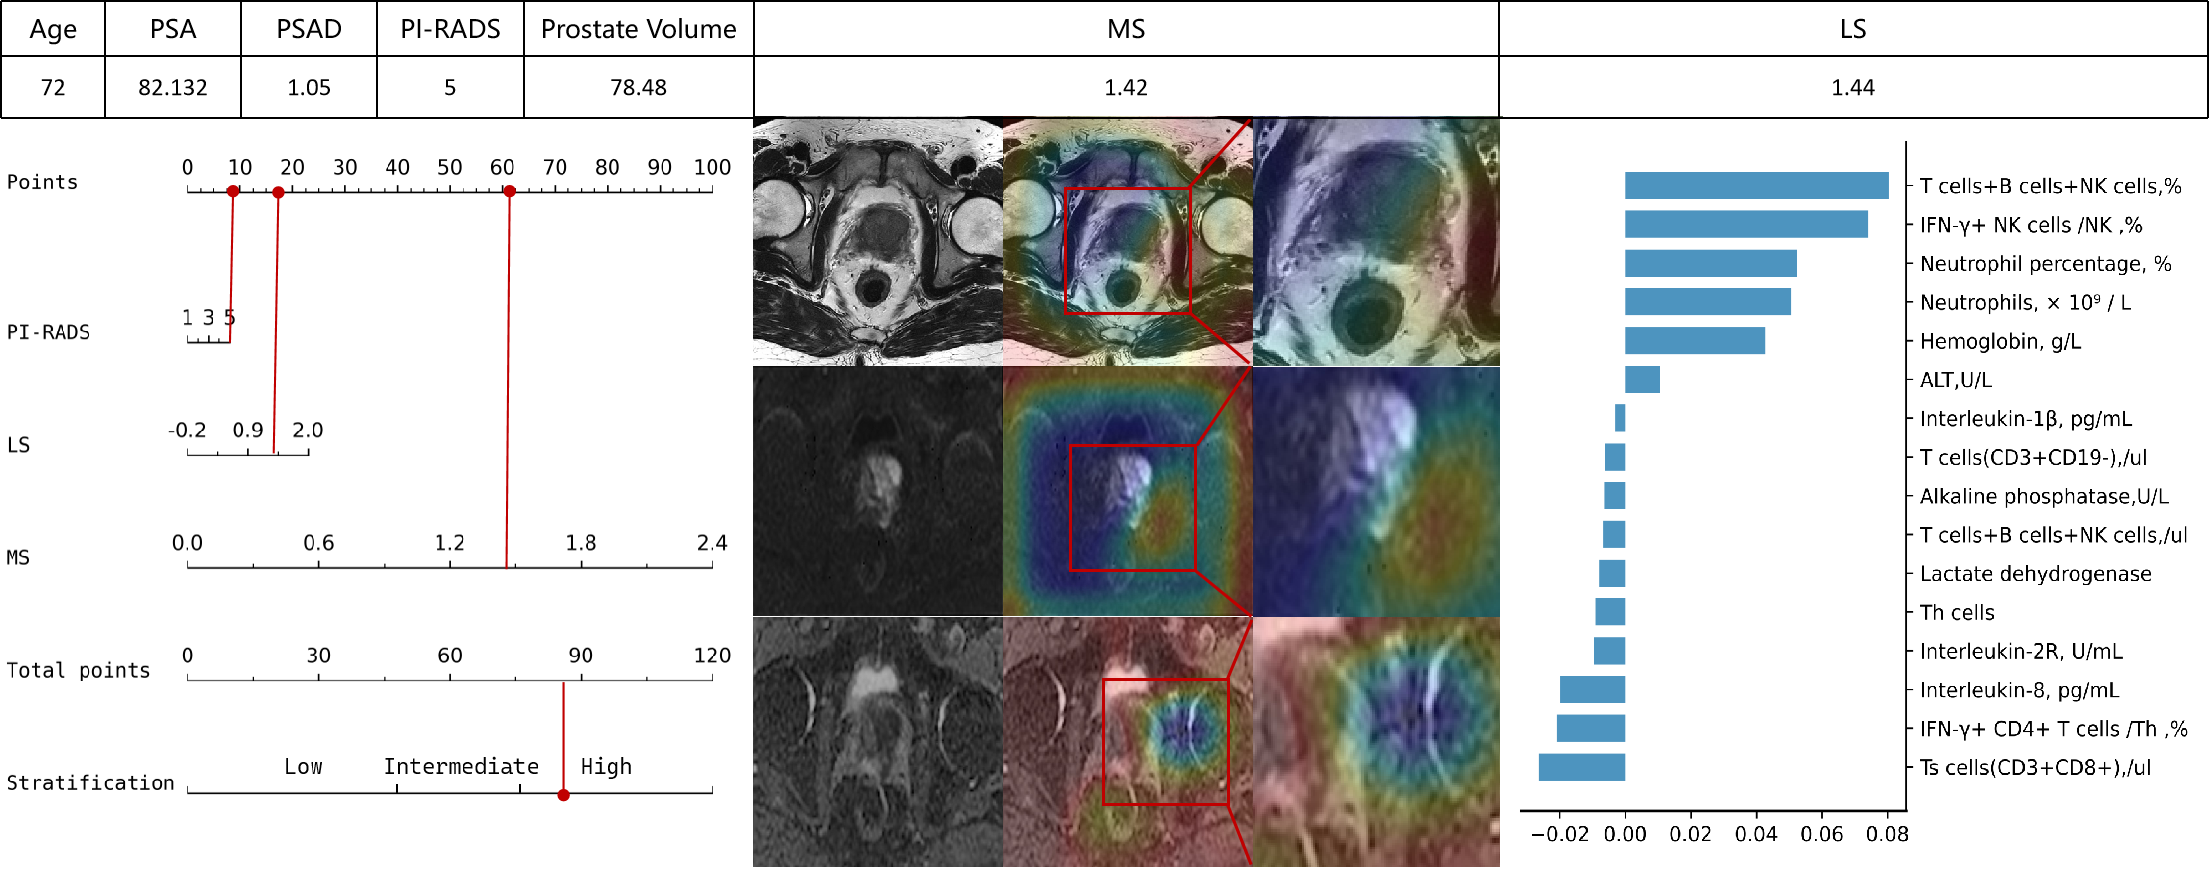 Age PSA PSAD PI-RADS Prostate Volume MS LS
72 82.132 1.05 5 78.48 1.42 1.44
Points 0 10 20 30 40 50 60 70 80 90 100
PI-RADS 1 3 5
LS -0.2 0.9 2.0
MS 0.0 0.6 1.2 1.8 2.4
Total points 0 30 60 90 120
Stratification Low Intermediate High
T cells+B cells+NK cells,%
IFN-γ+ NK cells /NK ,%
Neutrophil percentage, %
Neutrophils, × 10⁹ / L
Hemoglobin, g/L
ALT,U/L
Interleukin-1β, pg/mL
T cells(CD3+CD19-),/ul
Alkaline phosphatase,U/L
T cells+B cells+NK cells,/ul
Lactate dehydrogenase
Th cells
Interleukin-2R, U/mL
Interleukin-8, pg/mL
IFN-γ+ CD4+ T cells /Th ,%
Ts cells(CD3+CD8+),/ul
−0.02 0.00 0.02 0.04 0.06 0.08